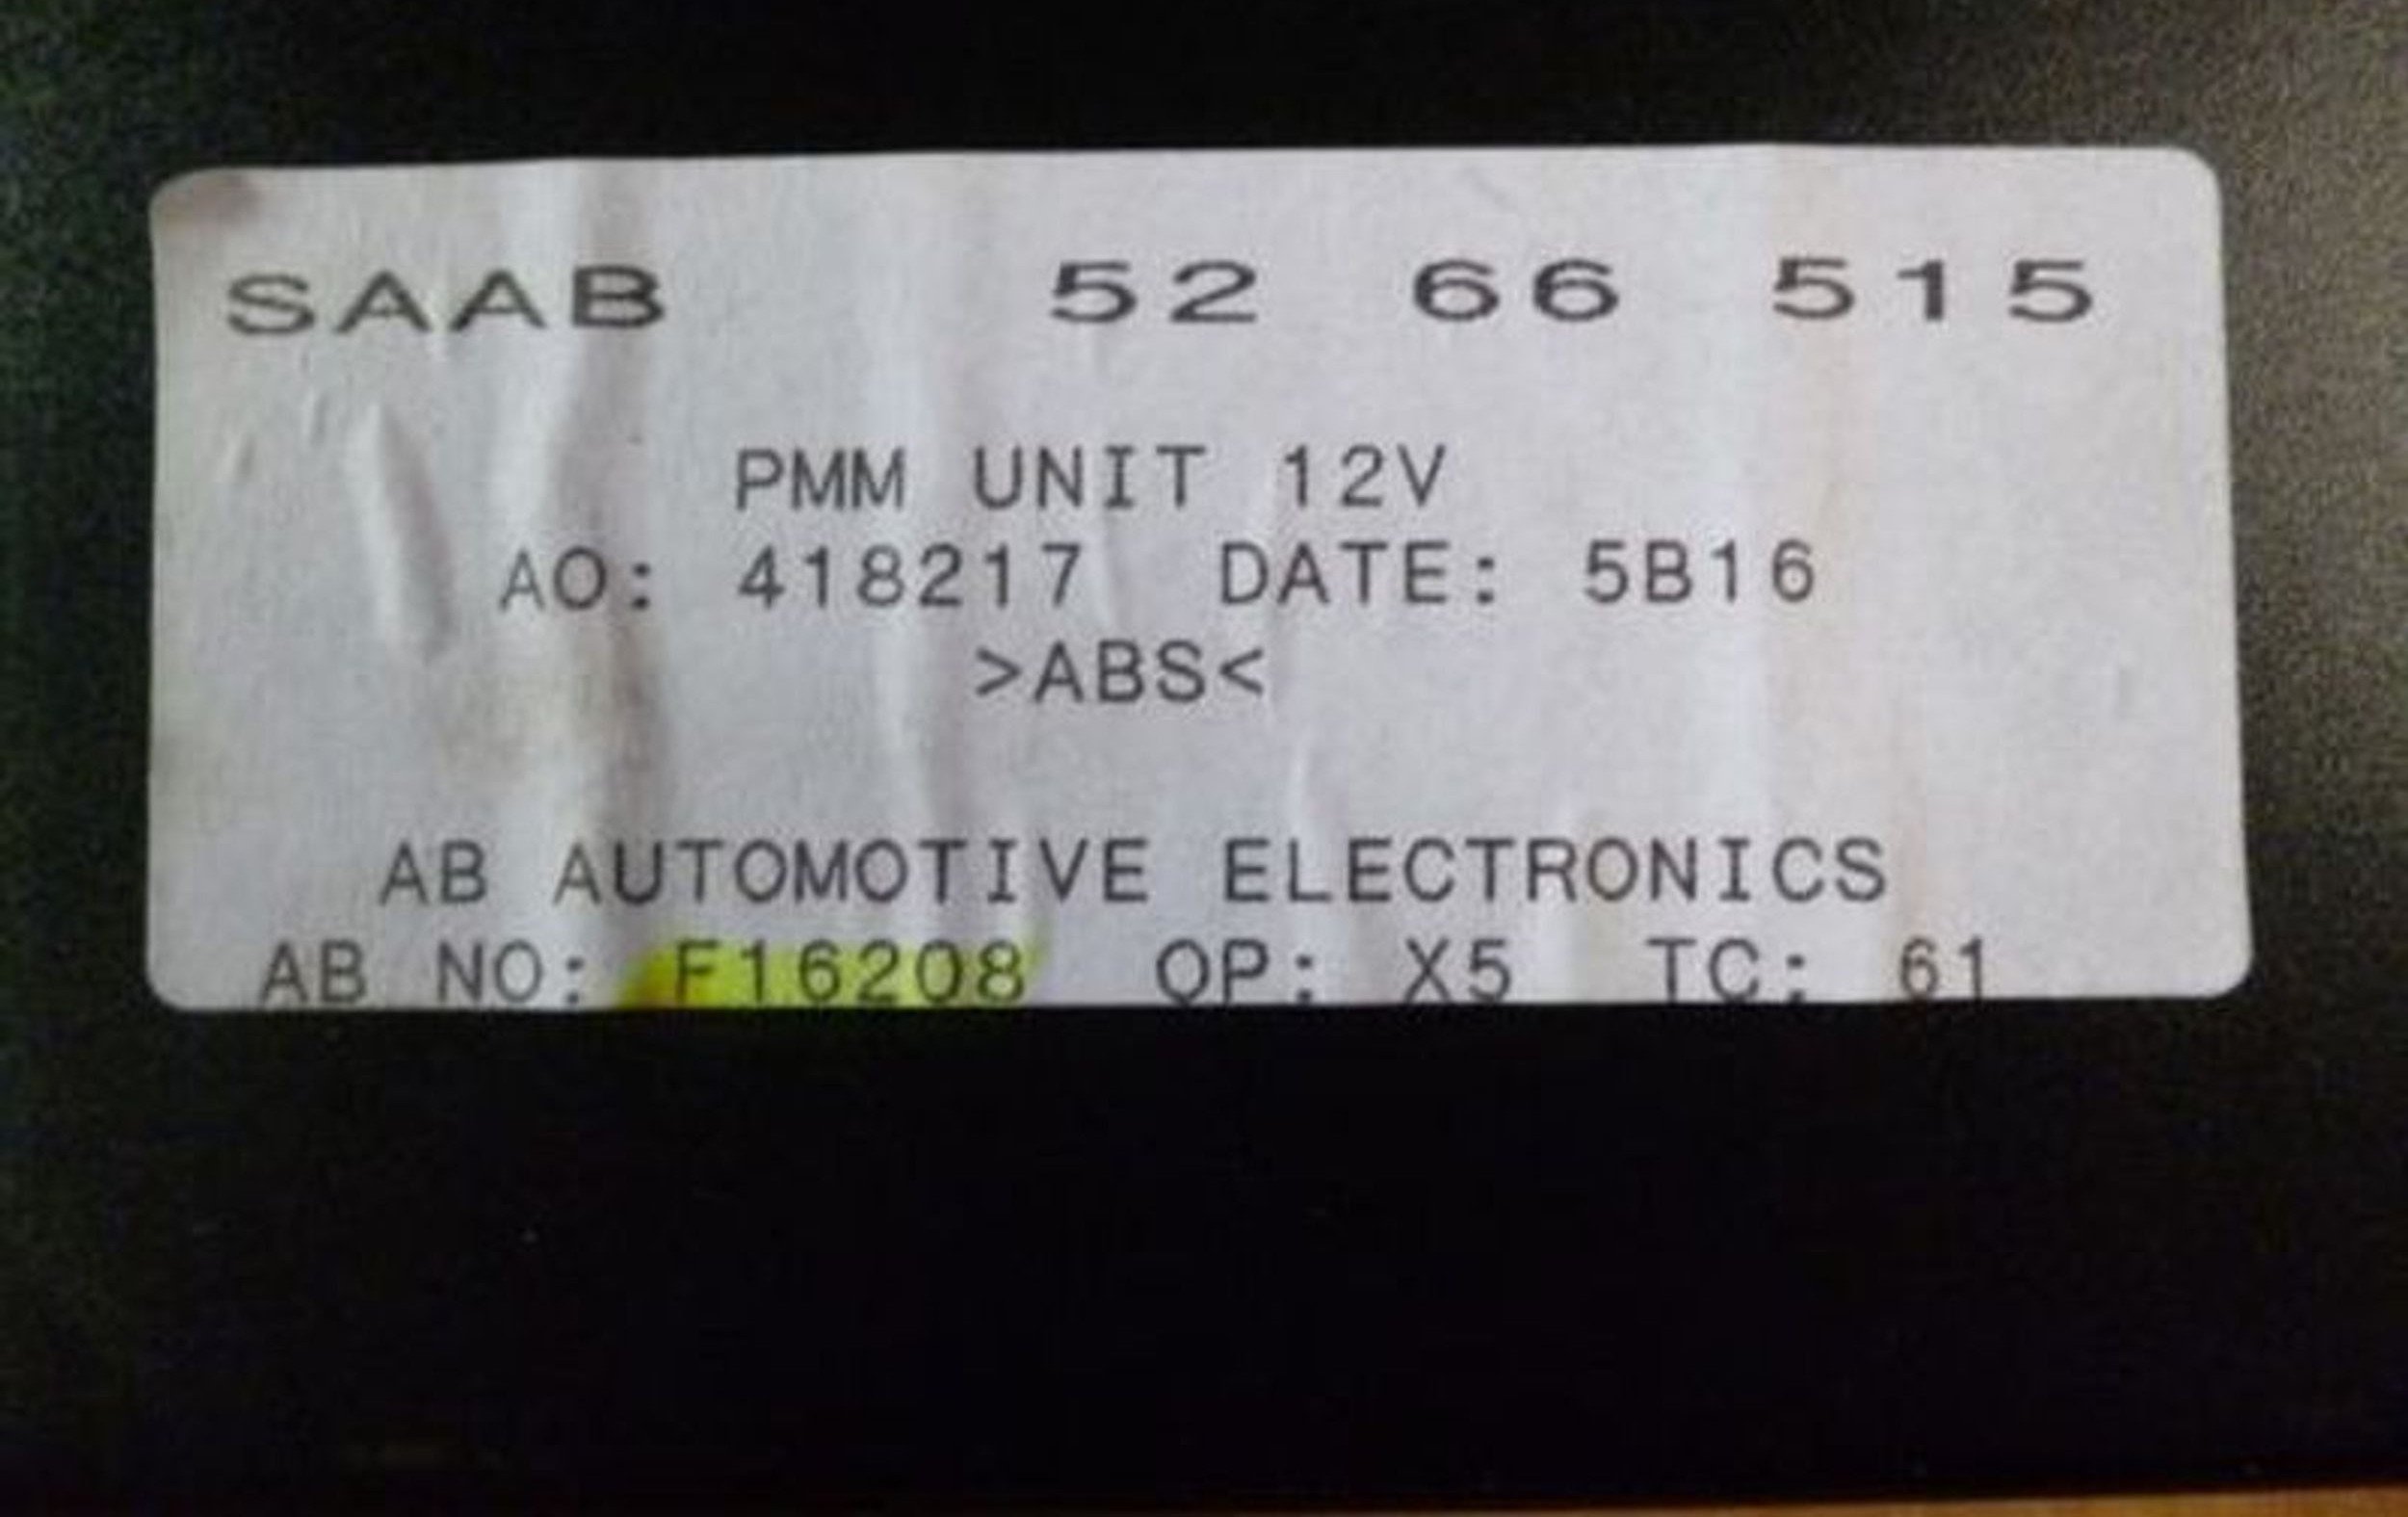 SAAB 52 66 515
PMM UNIT 12V
AO: 418217 DATE: 5B16
>ABS<
AB AUTOMOTIVE ELECTRONICS
AB NO: F16208 OP: X5 TC: 61